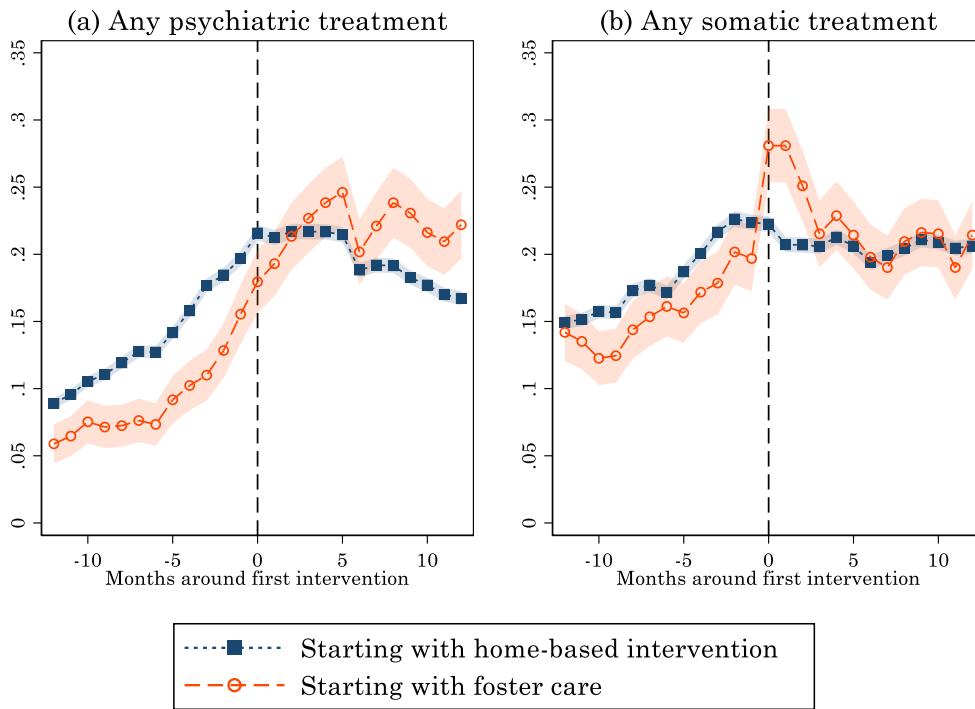 (a) Any psychiatric treatment
.35
.3
.25
.2
.15
.1
.05
0
-10 -5 0 5 10
Months around first intervention
(b) Any somatic treatment
.35
.3
.25
.2
.15
.1
.05
0
-10 -5 0 5 10
Months around first intervention
Starting with home-based intervention
Starting with foster care